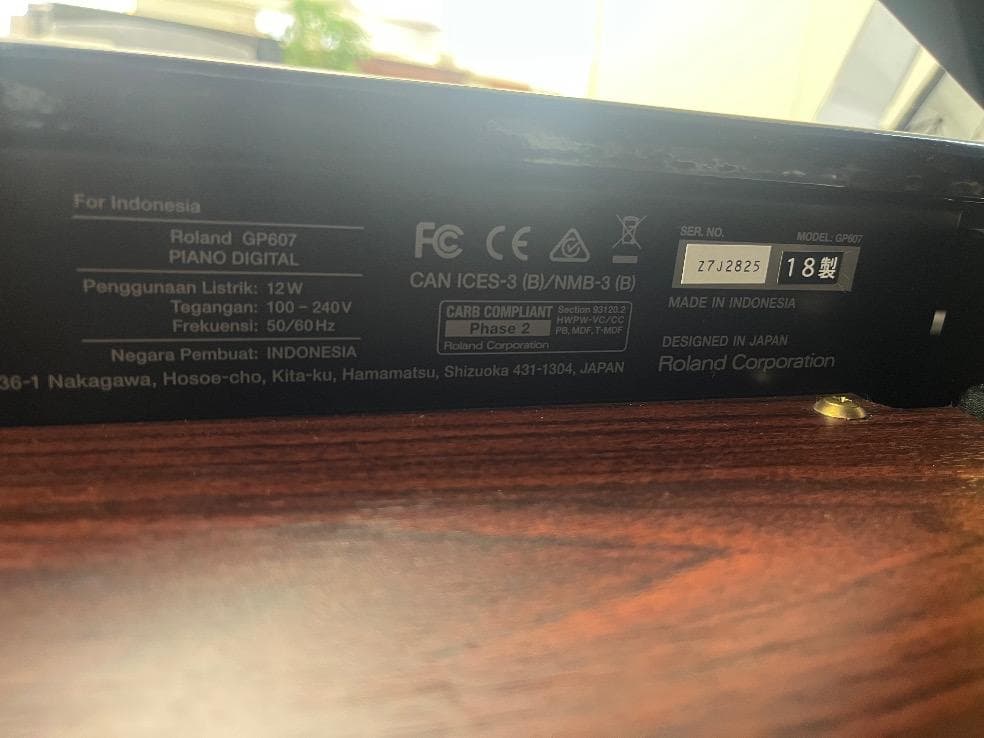 For Indonesia
Roland GP607
PIANO DIGITAL
Penggunaan Listrik: 12W
Tegangan: 100-240V
Frekuensi: 50/60Hz
Negara Pembuat: INDONESIA
36-1 Nakagawa, Hosoe-cho, Kita-ku, Hamamatsu, Shizuoka 431-1304, JAPAN
FC CE
CAN ICES-3 (B)/NMB-3 (B)
CARB COMPLIANT
Phase 2
Roland Corporation
Section 93120.2
HWPW-VC/CC
PB, MDF, T-MDF
SER. NO. MODEL: GP607
Z7J2825 18製
MADE IN INDONESIA
DESIGNED IN JAPAN
Roland Corporation